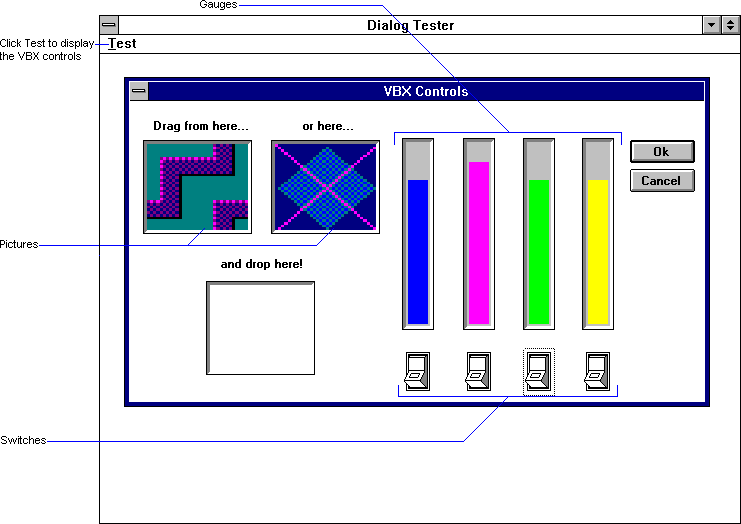 Gauges
Dialog Tester
Click Test to display
the VBX controls
Test
VBX Controls
Drag from here...
or here...
Ok
Cancel
Pictures
and drop here!
Switches